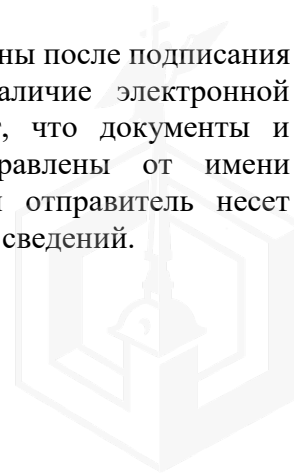 ны после подписания
аличие электронной
, что документы и
равлены от имени
отправитель несет
сведений.